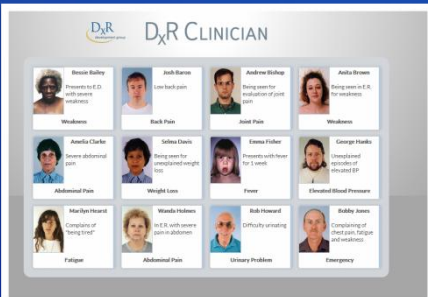 DxR
development group
DxR CLINICIAN
Bessie Bailey
Presents to E.D.
with severe
weakness
Weakness
Josh Baron
Low back pain
Back Pain
Andrew Bishop
Being seen for
evaluation of joint
pain
Joint Pain
Anita Brown
Being seen in E.R.
for weakness
Weakness
Amelia Clarke
Severe abdominal
pain
Abdominal Pain
Selma Davis
Being seen for
unexplained weight
loss
Weight Loss
Emma Fisher
Presents with fever
for 1 week
Fever
George Hanks
Unexplained
episodes of
elevated BP
Elevated Blood Pressure
Marilyn Hearst
Complains of
"being tired"
Fatigue
Wanda Holmes
In E.R. with severe
pain in abdomen
Abdominal Pain
Rob Howard
Difficulty urinating
Urinary Problem
Bobby Jones
Complaining of
chest pain, fatigue
and weakness
Emergency